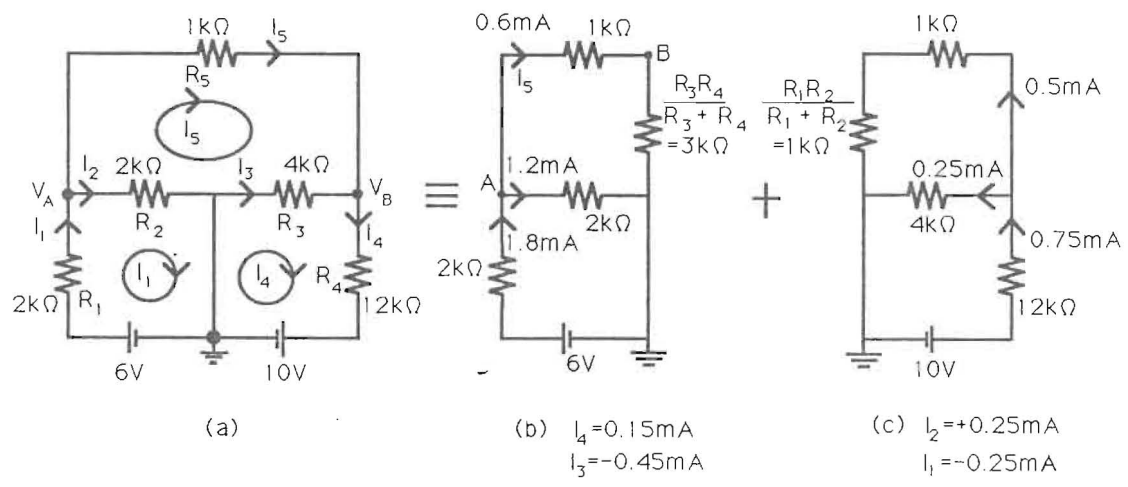 1kΩ I5
R5
I5
I2 2kΩ I3 4kΩ
VA VB
R2 R3
I1 I4
I1 I4
2kΩ R1 R4 12kΩ
6V 10V
(a)
≡
0.6mA 1kΩ
I5 B
R3R4
R3 + R4
=3kΩ
A 1.2mA
2kΩ
1.8mA
2kΩ
6V
(b) I4=0.15mA
I3=-0.45mA
+
1kΩ
0.5mA
R1R2
R1 + R2
=1kΩ
0.25mA
4kΩ
0.75mA
12kΩ
10V
(c) I2=+0.25mA
I1=-0.25mA